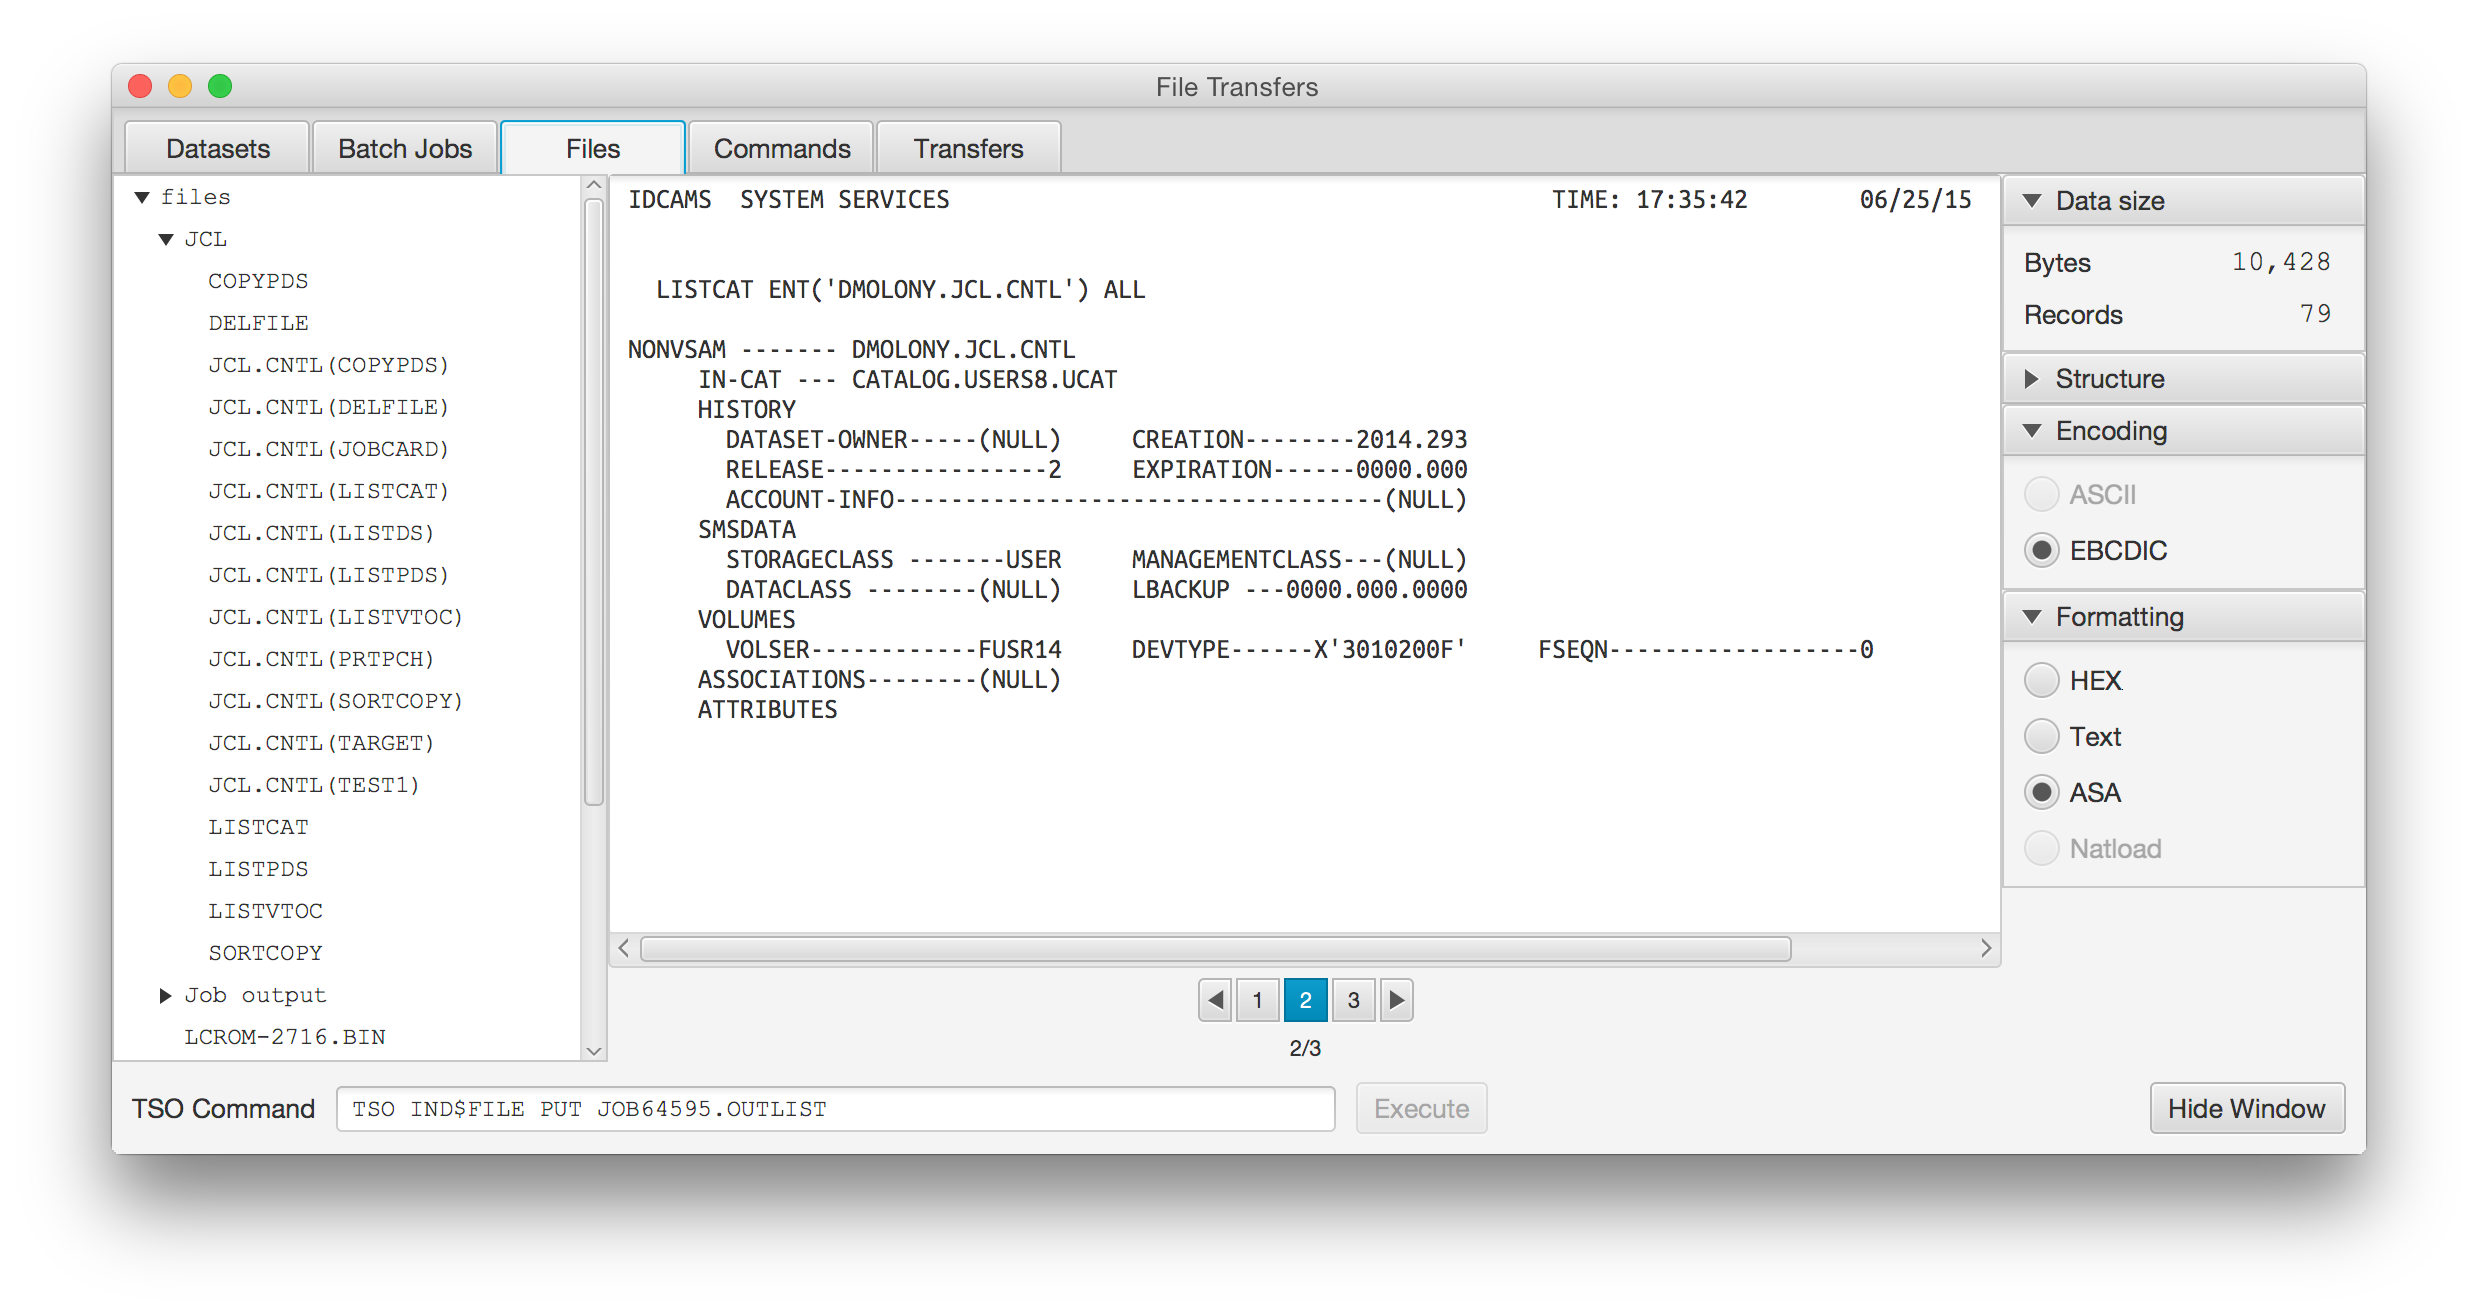 File Transfers
Datasets Batch Jobs Files Commands Transfers
files
JCL
COPYPDS
DELFILE
JCL.CNTL(COPYPDS)
JCL.CNTL(DELFILE)
JCL.CNTL(JOBCARD)
JCL.CNTL(LISTCAT)
JCL.CNTL(LISTDS)
JCL.CNTL(LISTPDS)
JCL.CNTL(LISTVTOC)
JCL.CNTL(PRTPCH)
JCL.CNTL(SORTCOPY)
JCL.CNTL(TARGET)
JCL.CNTL(TEST1)
LISTCAT
LISTPDS
LISTVTOC
SORTCOPY
Job output
LCROM-2716.BIN
IDCAMS  SYSTEM SERVICES                                           TIME: 17:35:42        06/25/15
  LISTCAT ENT('DMOLONY.JCL.CNTL') ALL
NONVSAM ------- DMOLONY.JCL.CNTL
     IN-CAT --- CATALOG.USERS8.UCAT
     HISTORY
       DATASET-OWNER-----(NULL)     CREATION--------2014.293
       RELEASE----------------2     EXPIRATION------0000.000
       ACCOUNT-INFO-----------------------------------(NULL)
     SMSDATA
       STORAGECLASS -------USER     MANAGEMENTCLASS---(NULL)
       DATACLASS --------(NULL)     LBACKUP ---0000.000.0000
     VOLUMES
       VOLSER------------FUSR14     DEVTYPE------X'3010200F'     FSEQN------------------0
     ASSOCIATIONS--------(NULL)
     ATTRIBUTES
1 2 3
2/3
Data size
Bytes 10,428
Records 79
Structure
Encoding
ASCII
EBCDIC
Formatting
HEX
Text
ASA
Natload
TSO Command TSO IND$FILE PUT JOB64595.OUTLIST Execute Hide Window